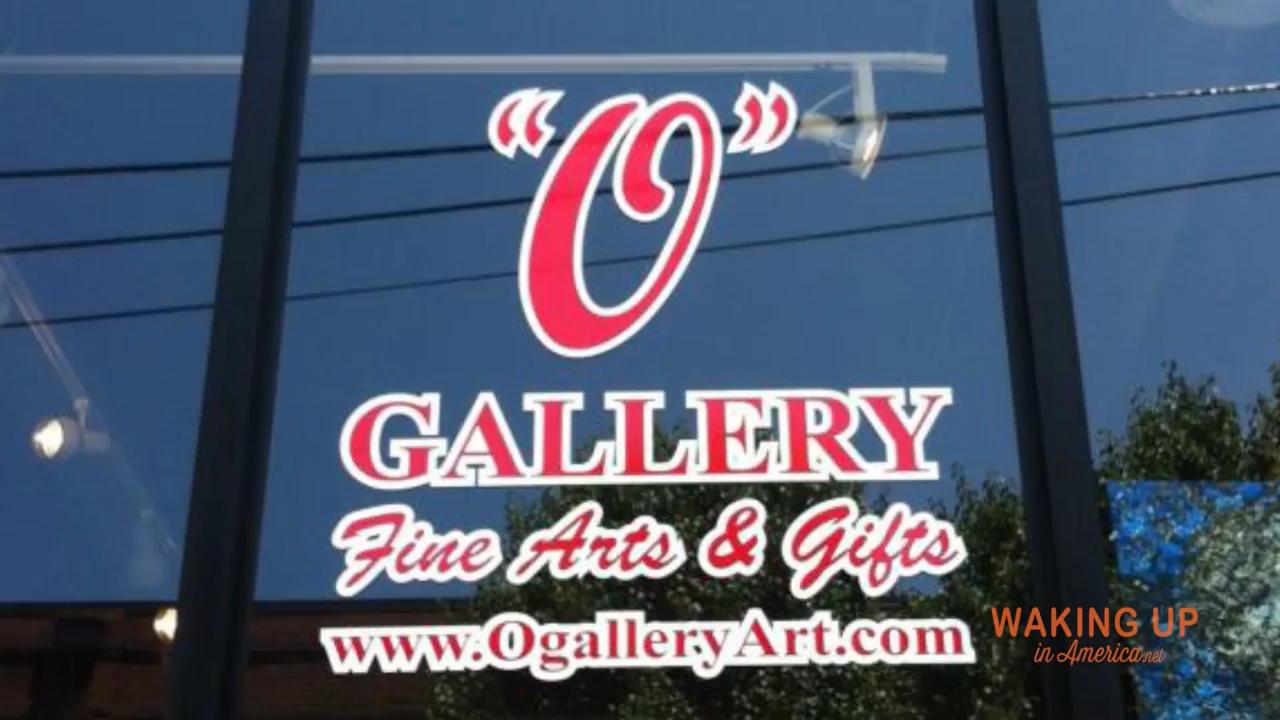 “O”
GALLERY
Fine Arts & Gifts
www.OgalleryArt.com
WAKING UP
in America.net